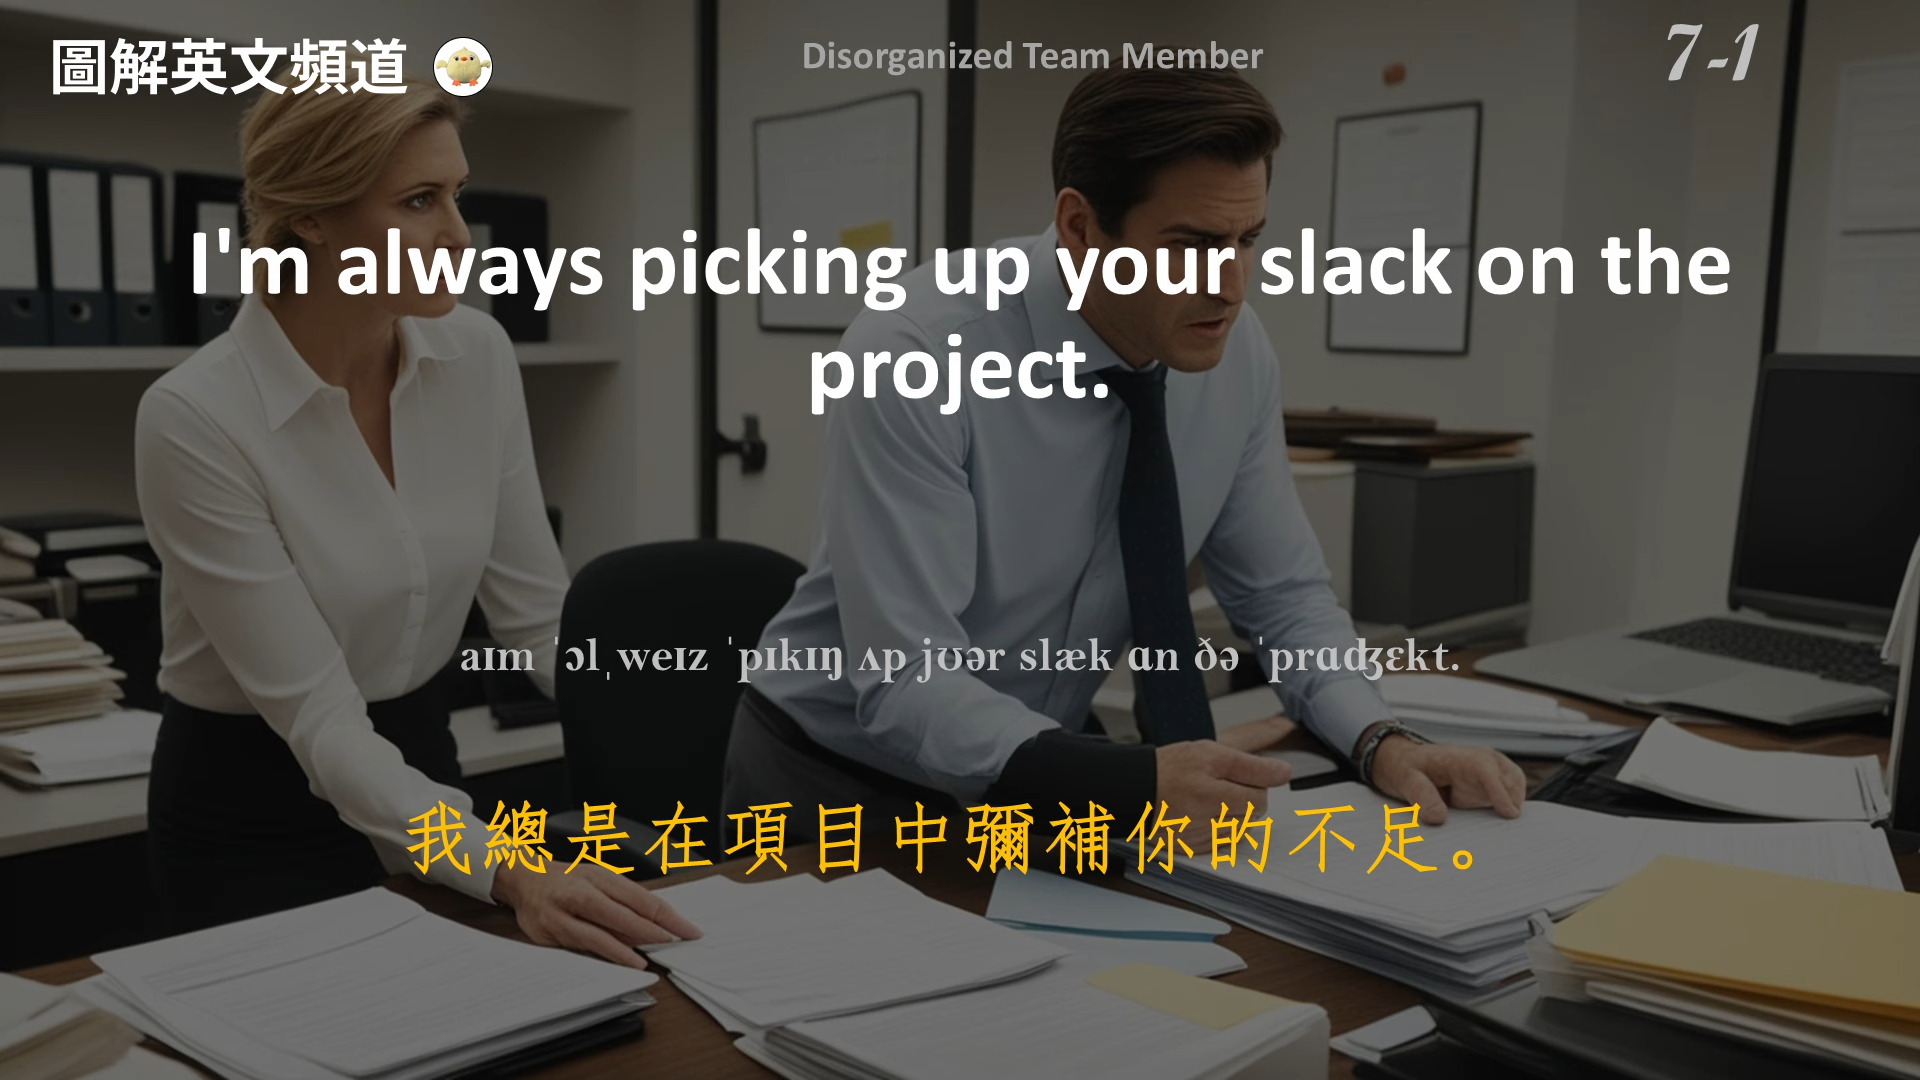 圖解英文頻道
Disorganized Team Member
7-1
I'm always picking up your slack on the
project.
aɪm ˈɔlˌweɪz ˈpɪkɪŋ ʌp jʊər slæk ɑn ðə ˈprɑʤɛkt.
我總是在項目中彌補你的不足。